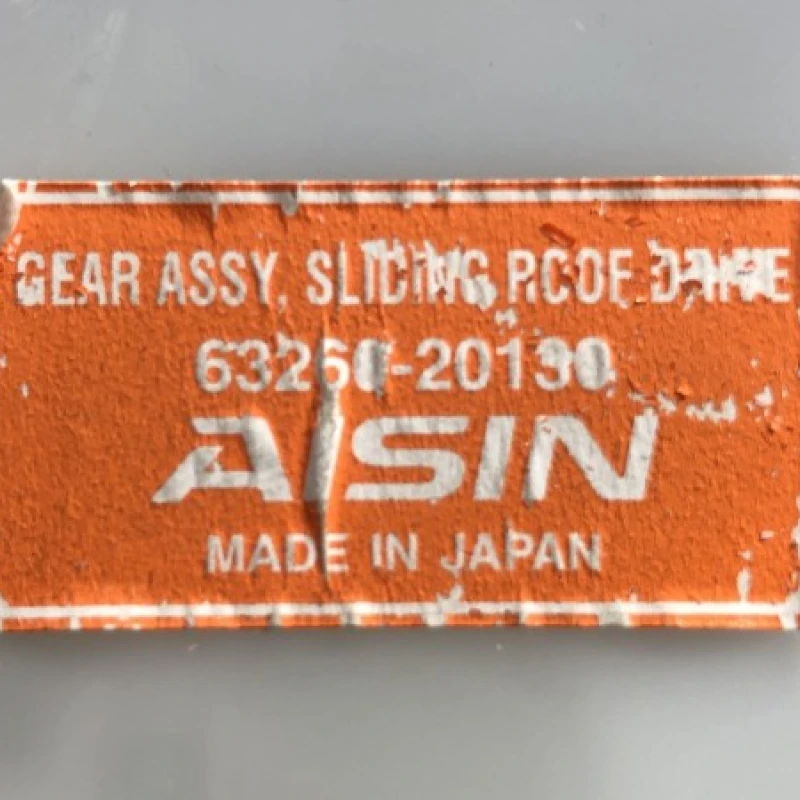 GEAR ASSY, SLIDING ROOF DRIVE
63260-20130
AISIN
MADE IN JAPAN